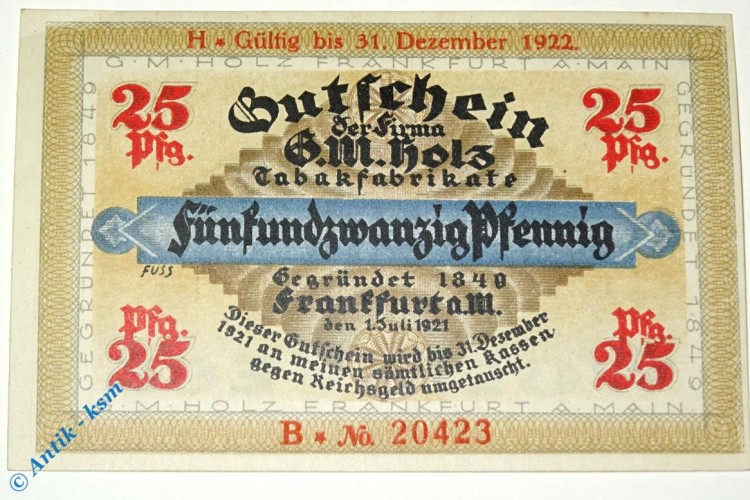 H * Gültig bis 31. Dezember 1922.
G·M·HOLZ FRANKFURT A·MAIN
25 Pfg.
25 Pfg.
Gutschein
der Firma
G.M. Holz
Tabakfabrikate
Fünfundzwanzig Pfennig
FUSS
Gegründet 1849
Frankfurt a.M.
den 1. Juli 1921
Dieser Gutschein wird bis 31. Dezember
1921 an meinen sämtlichen Kassen
gegen Reichsgeld umgetauscht.
Pfg. 25
Pfg. 25
GEGRÜNDET 1849
GEGRÜNDET 1849
G·M·HOLZ FRANKFURT A·MAIN
B * No. 20423
© Antik - ksm